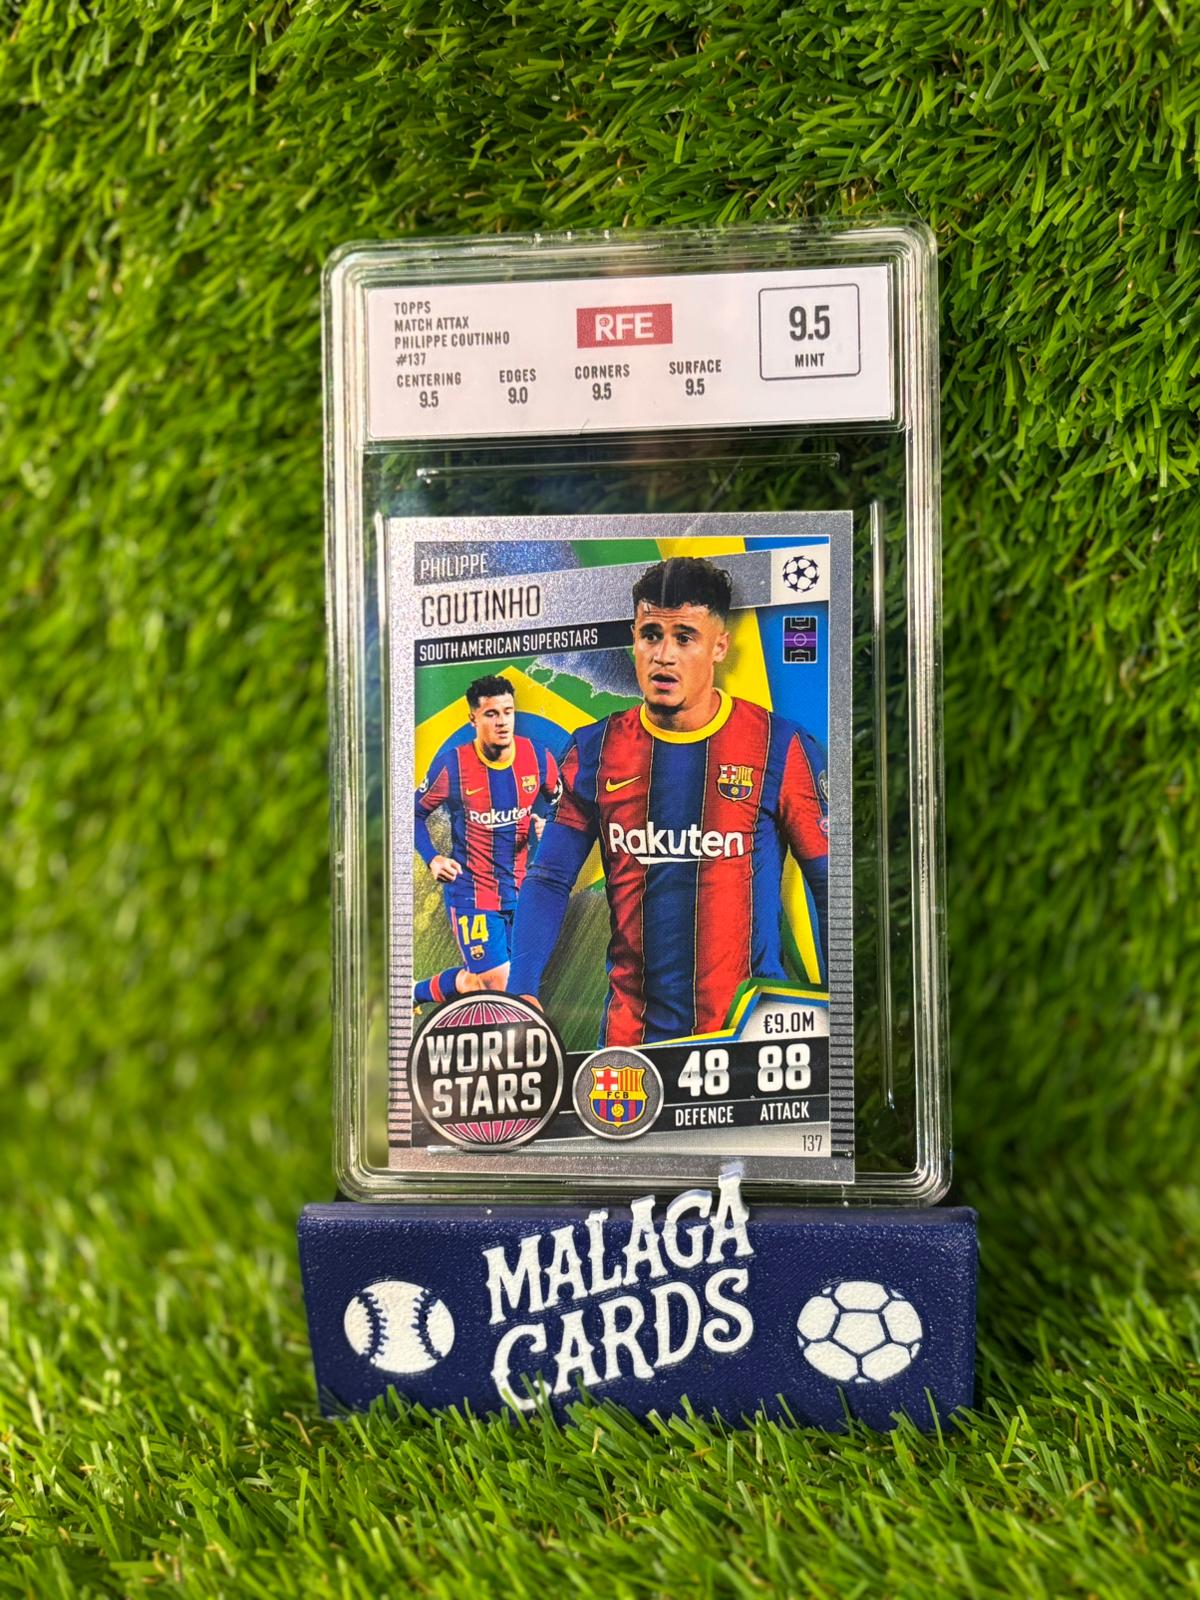 TOPPS
MATCH ATTAX
PHILIPPE COUTINHO
#137
RFE
9.5
MINT
CENTERING EDGES CORNERS SURFACE
9.5 9.0 9.5 9.5
PHILIPPE
COUTINHO
SOUTH AMERICAN SUPERSTARS
Rakuten
Rakuten
14
€9.0M
WORLD
STARS
FCB
48 88
DEFENCE ATTACK
137
MALAGA
CARDS